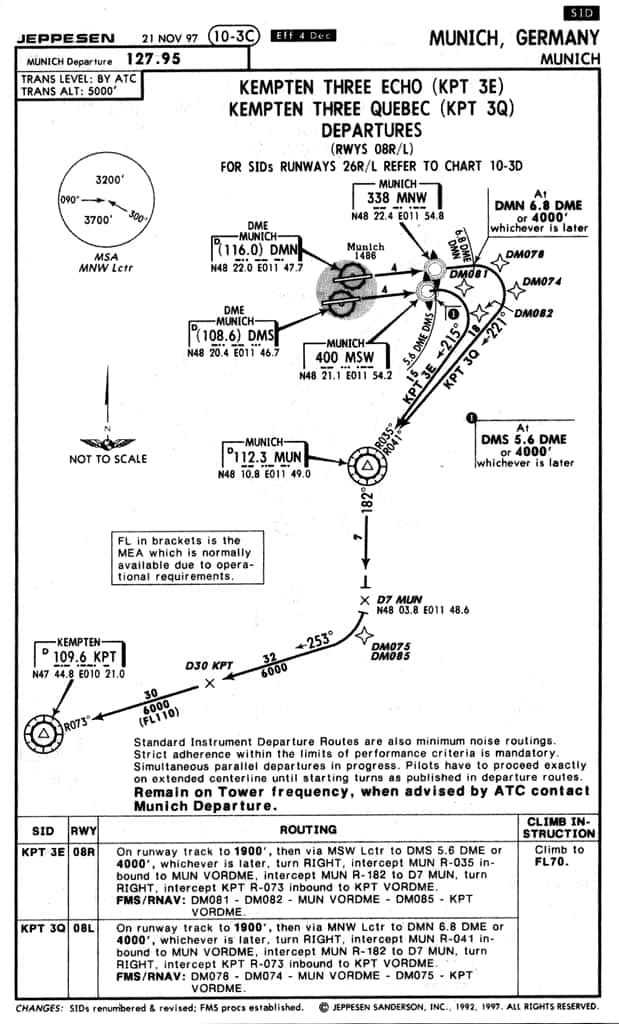 SID
JEPPESEN 21 NOV 97 10-3C Eff 4 Dec MUNICH, GERMANY
MUNICH Departure 127.95 MUNICH
TRANS LEVEL: BY ATC
TRANS ALT: 5000'
KEMPTEN THREE ECHO (KPT 3E)
KEMPTEN THREE QUEBEC (KPT 3Q)
DEPARTURES
(RWYS 08R/L)
FOR SIDs RUNWAYS 26R/L REFER TO CHART 10-3D
3200'
090°
300°
3700'
MSA
MNW Lctr
MUNICH
338 MNW
N48 22.4 E011 54.8
At
DMN 6.8 DME
or 4000'
whichever is later
DME
MUNICH
D (116.0) DMN
N48 22.0 E011 47.7
Munich
1486
4
4
6.8 DME
DMN
DM078
DM081
DM074
DM082
DME
MUNICH
D (108.6) DMS
N48 20.4 E011 46.7
MUNICH
400 MSW
N48 21.1 E011 54.2
5.6 DME DMS
1
15
KPT 3E
215°
18
KPT 3Q
221°
1
At
DMS 5.6 DME
or 4000'
whichever is later
N
NOT TO SCALE
MUNICH
D 112.3 MUN
N48 10.8 E011 49.0
R035°
R041°
182°
7
FL in brackets is the
MEA which is normally
available due to opera-
tional requirements.
D7 MUN
N48 03.8 E011 48.6
DM075
DM085
253°
32
6000
D30 KPT
KEMPTEN
D 109.6 KPT
N47 44.8 E010 21.0
30
6000
(FL110)
R073°
Standard Instrument Departure Routes are also minimum noise routings.
Strict adherence within the limits of performance criteria is mandatory.
Simultaneous parallel departures in progress. Pilots have to proceed exactly
on extended centerline until starting turns as published in departure routes.
Remain on Tower frequency, when advised by ATC contact
Munich Departure.
SID RWY ROUTING CLIMB IN-
STRUCTION
KPT 3E 08R On runway track to 1900', then via MSW Lctr to DMS 5.6 DME or Climb to
4000', whichever is later, turn RIGHT, intercept MUN R-035 in- FL70.
bound to MUN VORDME, intercept MUN R-182 to D7 MUN, turn
RIGHT, intercept KPT R-073 inbound to KPT VORDME.
FMS/RNAV: DM081 - DM082 - MUN VORDME - DM085 - KPT
VORDME.
KPT 3Q 08L On runway track to 1900', then via MNW Lctr to DMN 6.8 DME or
4000', whichever is later, turn RIGHT, intercept MUN R-041 in-
bound to MUN VORDME, intercept MUN R-182 to D7 MUN, turn
RIGHT, intercept KPT R-073 inbound to KPT VORDME.
FMS/RNAV: DM078 - DM074 - MUN VORDME - DM075 - KPT
VORDME.
CHANGES: SIDs renumbered & revised; FMS procs established. © JEPPESEN SANDERSON, INC., 1992, 1997. ALL RIGHTS RESERVED.